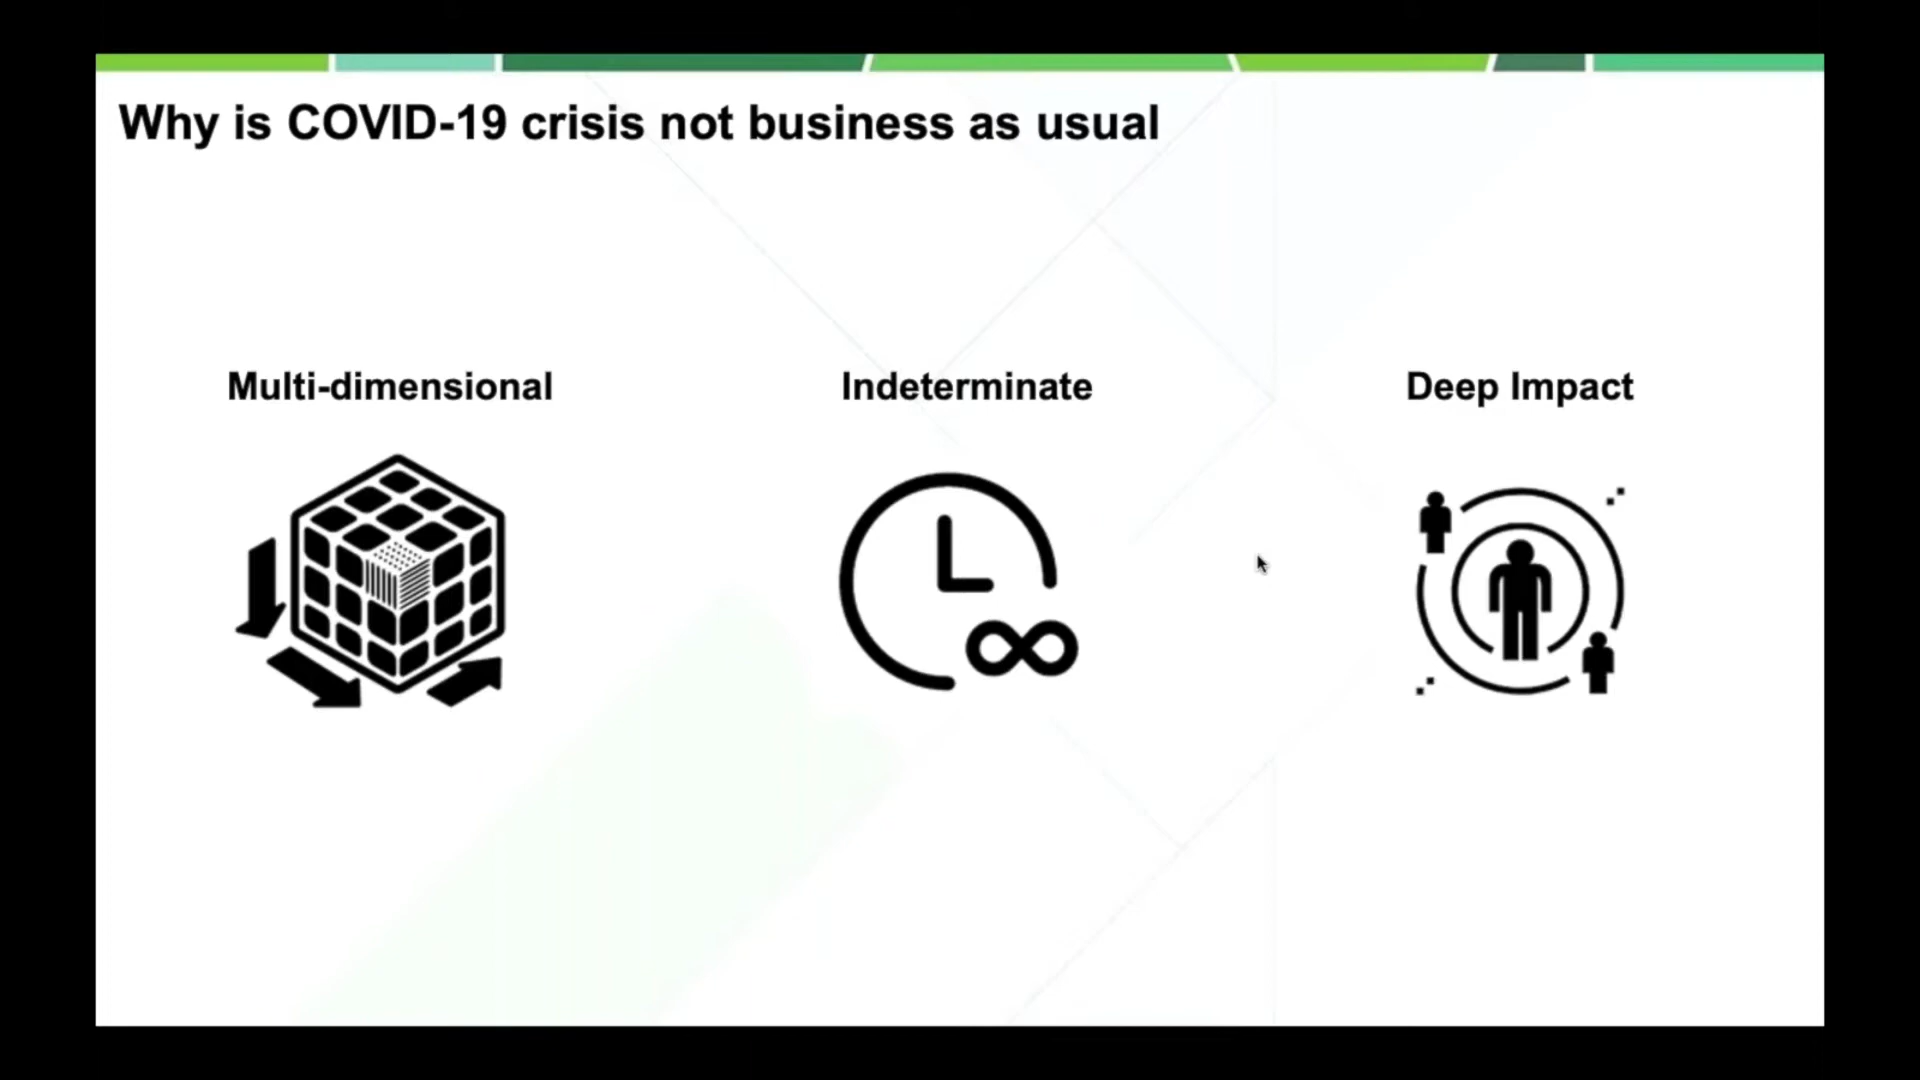 Why is COVID-19 crisis not business as usual
Multi-dimensional
Indeterminate
Deep Impact